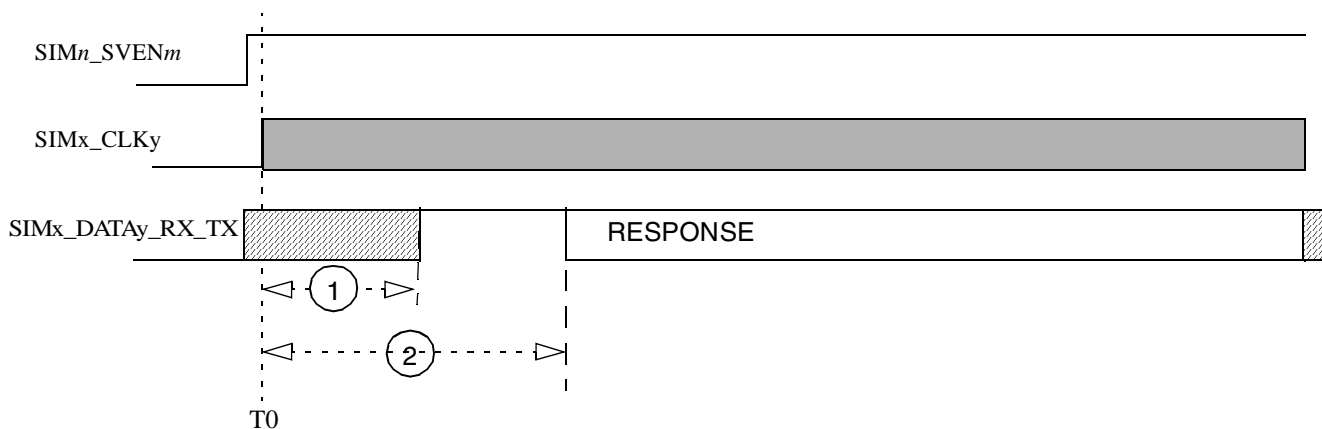 SIMn_SVENm
SIMx_CLKy
SIMx_DATAy_RX_TX
RESPONSE
1
2
T0